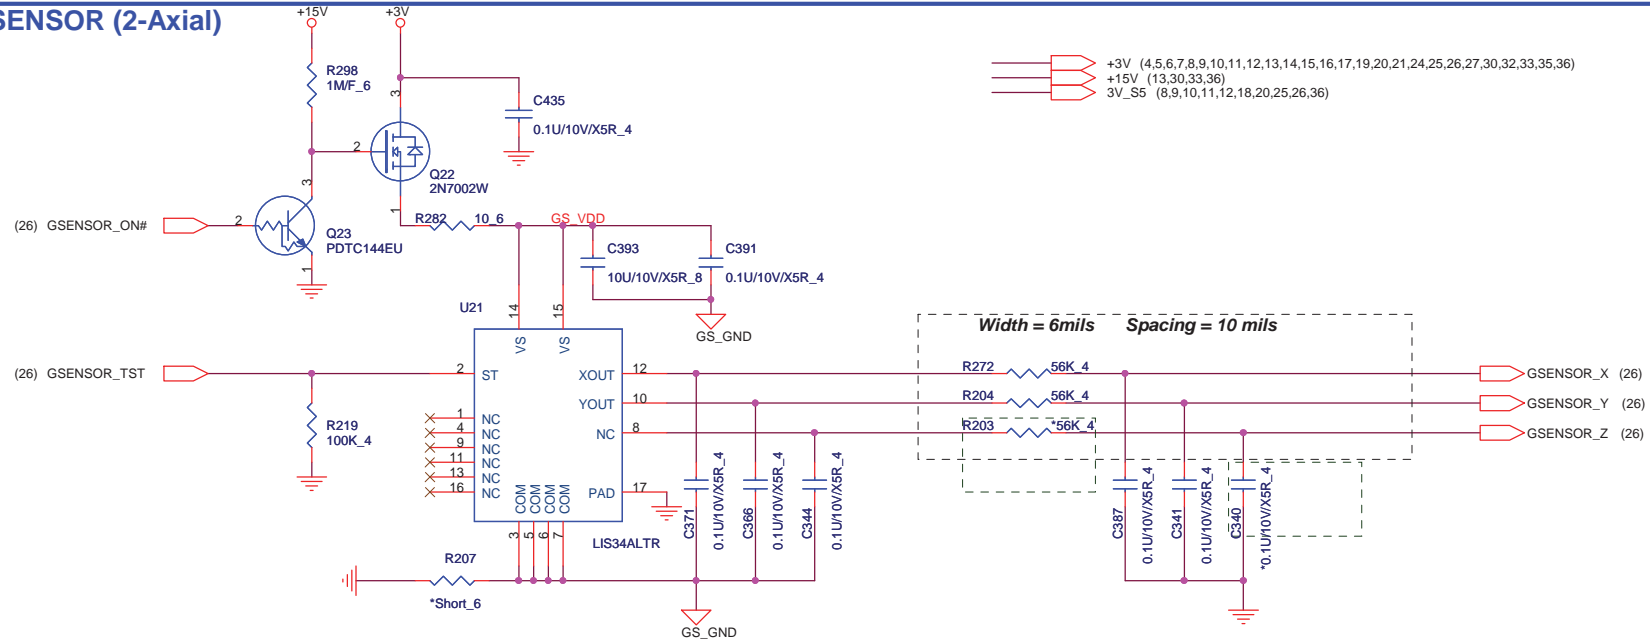 SENSOR (2-Axial)
+15V
+3V
R298
1M/F_6
3
C435
0.1U/10V/X5R_4
+3V (4,5,6,7,8,9,10,11,12,13,14,15,16,17,19,20,21,24,25,26,27,30,32,33,35,36)
+15V (13,30,33,36)
3V_S5 (8,9,10,11,12,18,20,25,26,36)
2
Q22
2N7002W
3
1
(26) GSENSOR_ON#
2
Q23
PDTC144EU
1
R282
10_6
GS_VDD
C393
10U/10V/X5R_8
C391
0.1U/10V/X5R_4
GS_GND
U21
14
15
VS
VS
Width = 6mils Spacing = 10 mils
(26) GSENSOR_TST
2
ST
XOUT
12
R272
56K_4
GSENSOR_X (26)
YOUT
10
R204
56K_4
GSENSOR_Y (26)
NC
8
R203
*56K_4
GSENSOR_Z (26)
R219
100K_4
1
NC
4
NC
9
NC
11
NC
13
NC
16
NC
COM
COM
COM
COM
PAD
17
3
5
6
7
LIS34ALTR
C371
0.1U/10V/X5R_4
C366
0.1U/10V/X5R_4
C344
0.1U/10V/X5R_4
C387
0.1U/10V/X5R_4
C341
0.1U/10V/X5R_4
C340
*0.1U/10V/X5R_4
R207
*Short_6
GS_GND